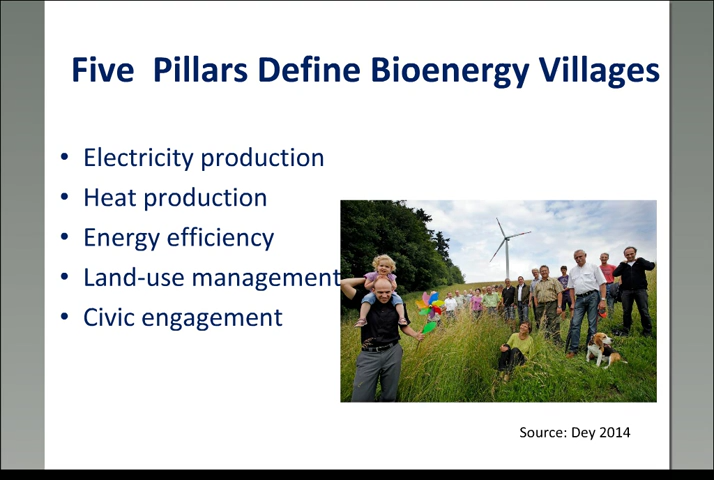 Five  Pillars Define Bioenergy Villages
• Electricity production
• Heat production
• Energy efficiency
• Land-use management
• Civic engagement
Source: Dey 2014